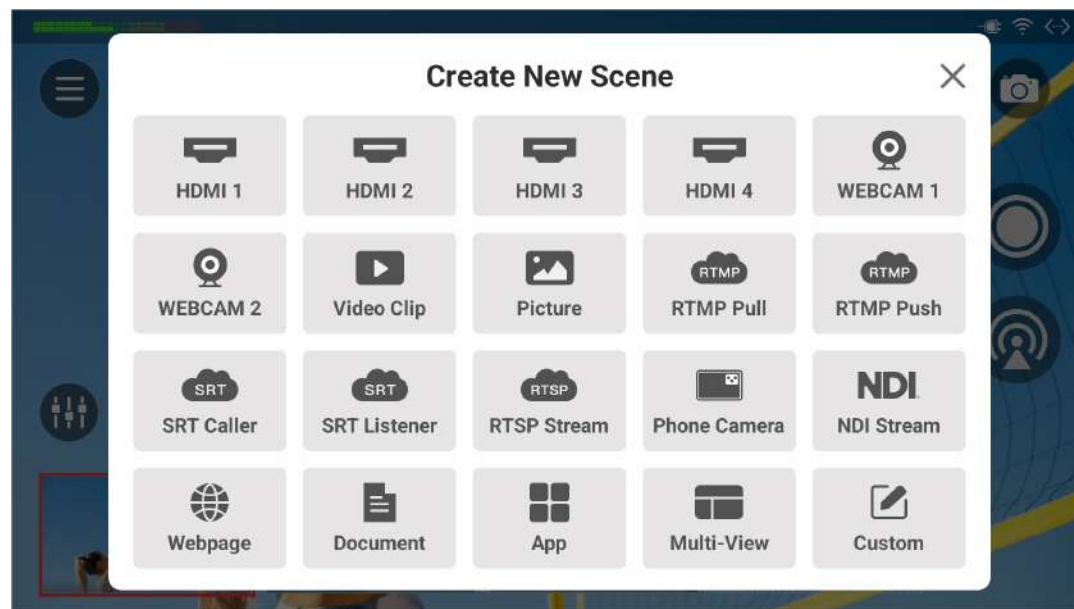 Create New Scene
HDMI 1
HDMI 2
HDMI 3
HDMI 4
WEBCAM 1
WEBCAM 2
Video Clip
Picture
RTMP
RTMP Pull
RTMP
RTMP Push
SRT
SRT Caller
SRT
SRT Listener
RTSP
RTSP Stream
Phone Camera
NDI
NDI Stream
Webpage
Document
App
Multi-View
Custom